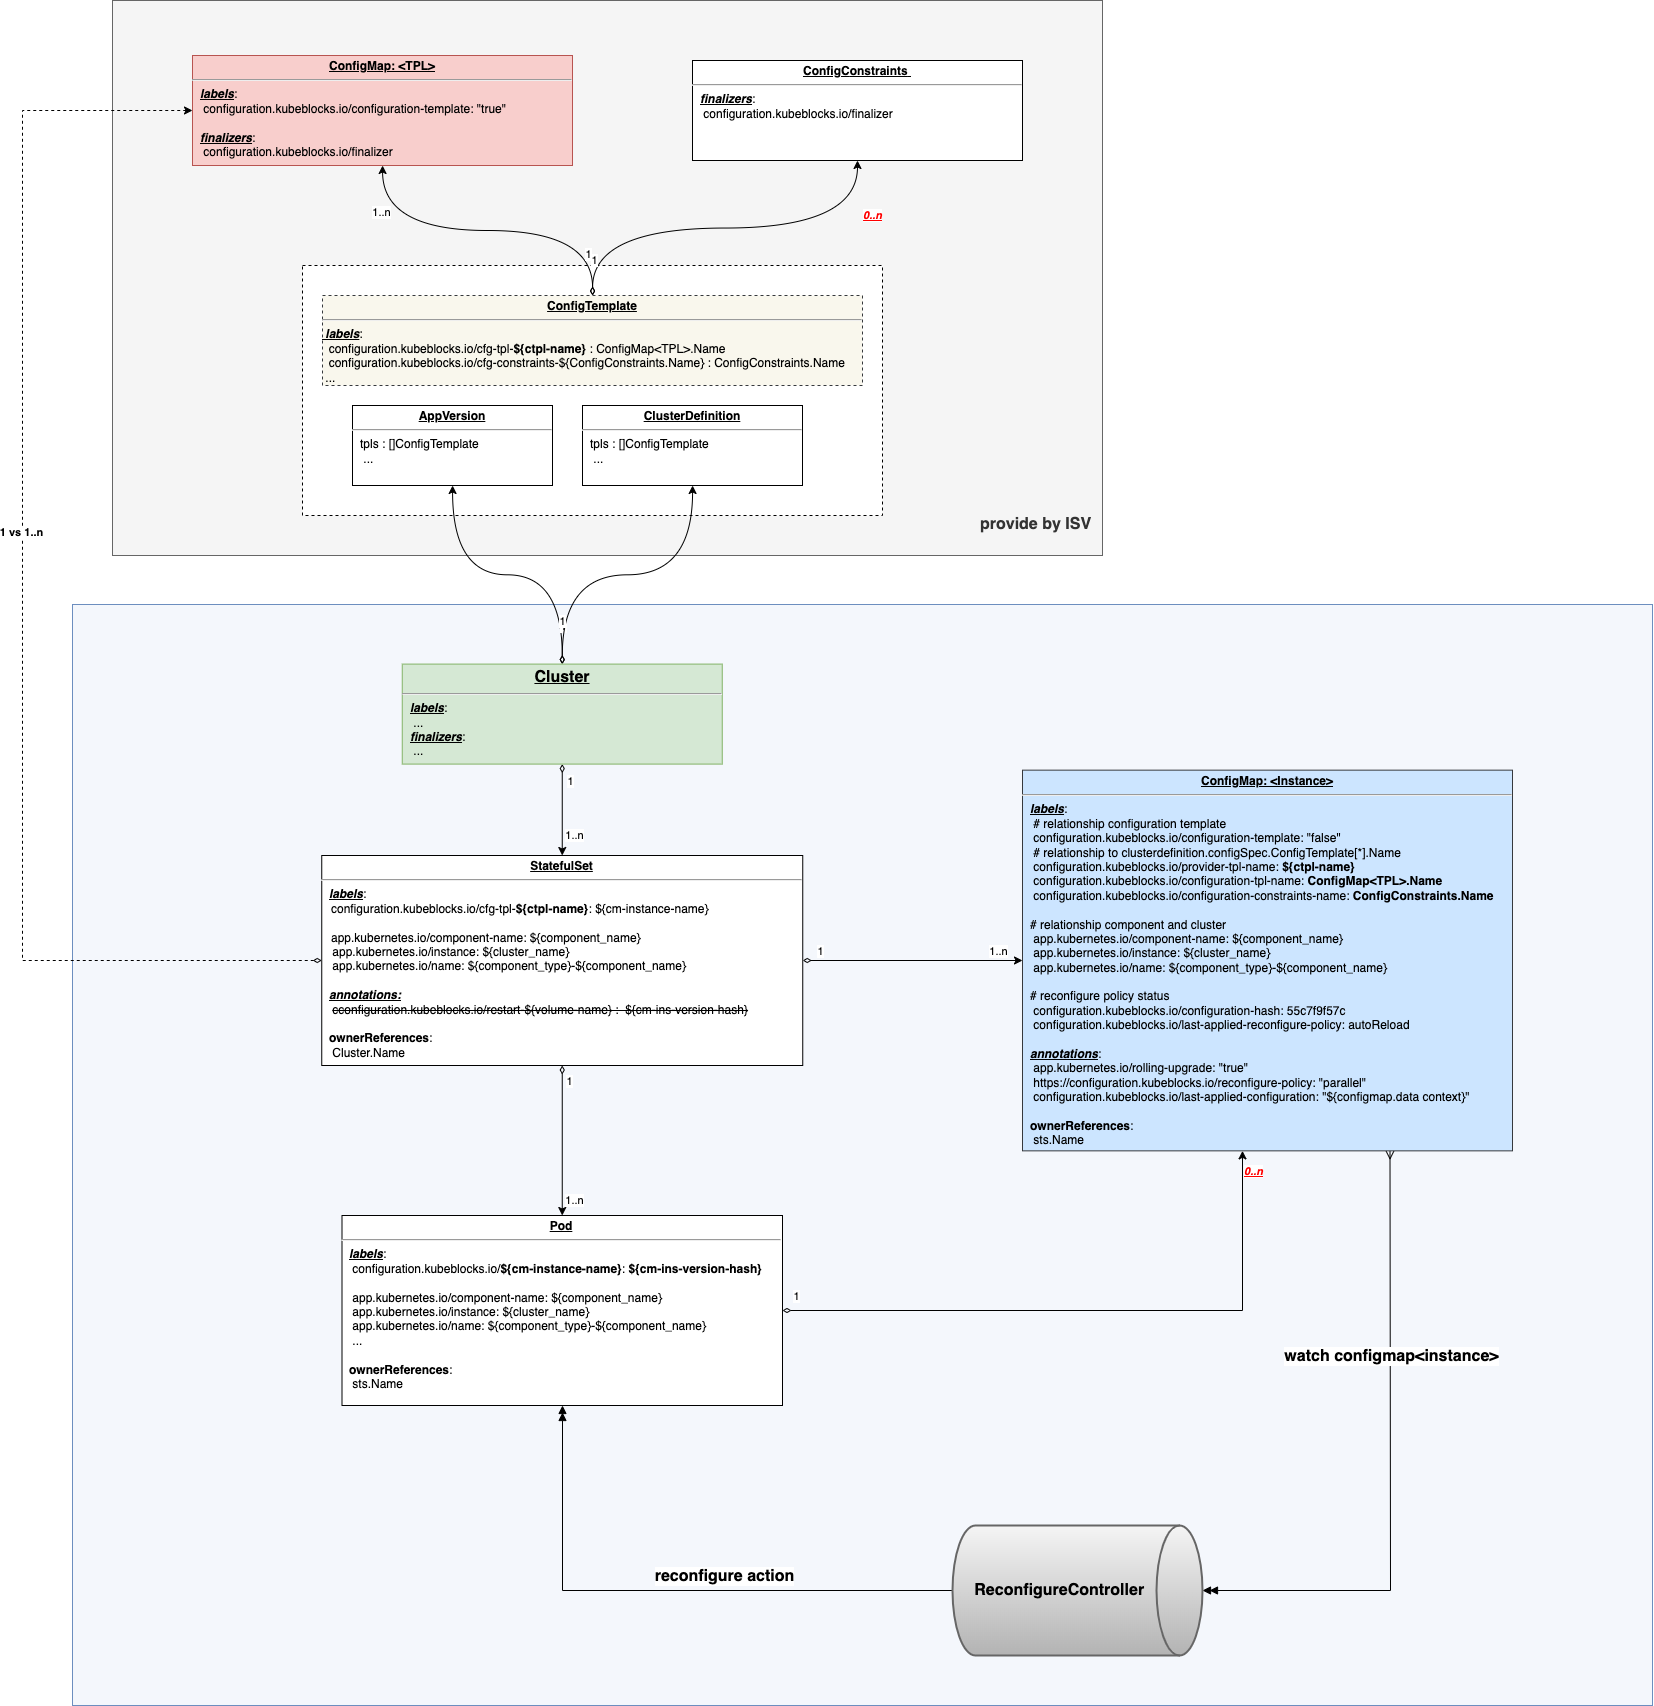 ConfigMap: <TPL>
labels:
configuration.kubeblocks.io/configuration-template: "true"
finalizers:
configuration.kubeblocks.io/finalizer
ConfigConstraints
finalizers:
configuration.kubeblocks.io/finalizer
1..n
0..n
1
1
ConfigTemplate
labels:
configuration.kubeblocks.io/cfg-tpl-${ctpl-name} : ConfigMap<TPL>.Name
configuration.kubeblocks.io/cfg-constraints-${ConfigConstraints.Name} : ConfigConstraints.Name
...
AppVersion
tpls : []ConfigTemplate
...
ClusterDefinition
tpls : []ConfigTemplate
...
provide by ISV
1 vs 1..n
1
Cluster
labels:
...
finalizers:
...
1
1..n
StatefulSet
labels:
configuration.kubeblocks.io/cfg-tpl-${ctpl-name}: ${cm-instance-name}
app.kubernetes.io/component-name: ${component_name}
app.kubernetes.io/instance: ${cluster_name}
app.kubernetes.io/name: ${component_type}-${component_name}
annotations:
cconfiguration.kubeblocks.io/restart-${volume-name} : ${cm-ins-version-hash}
ownerReferences:
Cluster.Name
1
1..n
ConfigMap: <Instance>
labels:
# relationship configuration template
configuration.kubeblocks.io/configuration-template: "false"
# relationship to clusterdefinition.configSpec.ConfigTemplate[*].Name
configuration.kubeblocks.io/provider-tpl-name: ${ctpl-name}
configuration.kubeblocks.io/configuration-tpl-name: ConfigMap<TPL>.Name
configuration.kubeblocks.io/configuration-constraints-name: ConfigConstraints.Name
# relationship component and cluster
app.kubernetes.io/component-name: ${component_name}
app.kubernetes.io/instance: ${cluster_name}
app.kubernetes.io/name: ${component_type}-${component_name}
# reconfigure policy status
configuration.kubeblocks.io/configuration-hash: 55c7f9f57c
configuration.kubeblocks.io/last-applied-reconfigure-policy: autoReload
annotations:
app.kubernetes.io/rolling-upgrade: "true"
https://configuration.kubeblocks.io/reconfigure-policy: "parallel"
configuration.kubeblocks.io/last-applied-configuration: "${configmap.data context}"
ownerReferences:
sts.Name
1
1..n
0..n
Pod
labels:
configuration.kubeblocks.io/${cm-instance-name}: ${cm-ins-version-hash}
app.kubernetes.io/component-name: ${component_name}
app.kubernetes.io/instance: ${cluster_name}
app.kubernetes.io/name: ${component_type}-${component_name}
...
ownerReferences:
sts.Name
1
watch configmap<instance>
reconfigure action
ReconfigureController